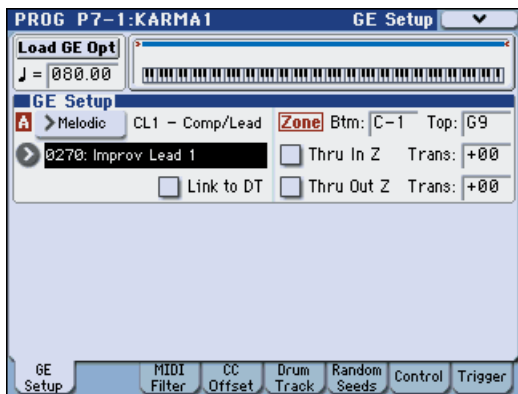 PROG P7-1:KARMA1 GE Setup
Load GE Opt
♩= 080.00
GE Setup
A Melodic CL1 - Comp/Lead Zone Btm: C-1 Top: G9
0270: Improv Lead 1 Thru In Z Trans: +00
Link to DT Thru Out Z Trans: +00
GE Setup MIDI Filter CC Offset Drum Track Random Seeds Control Trigger